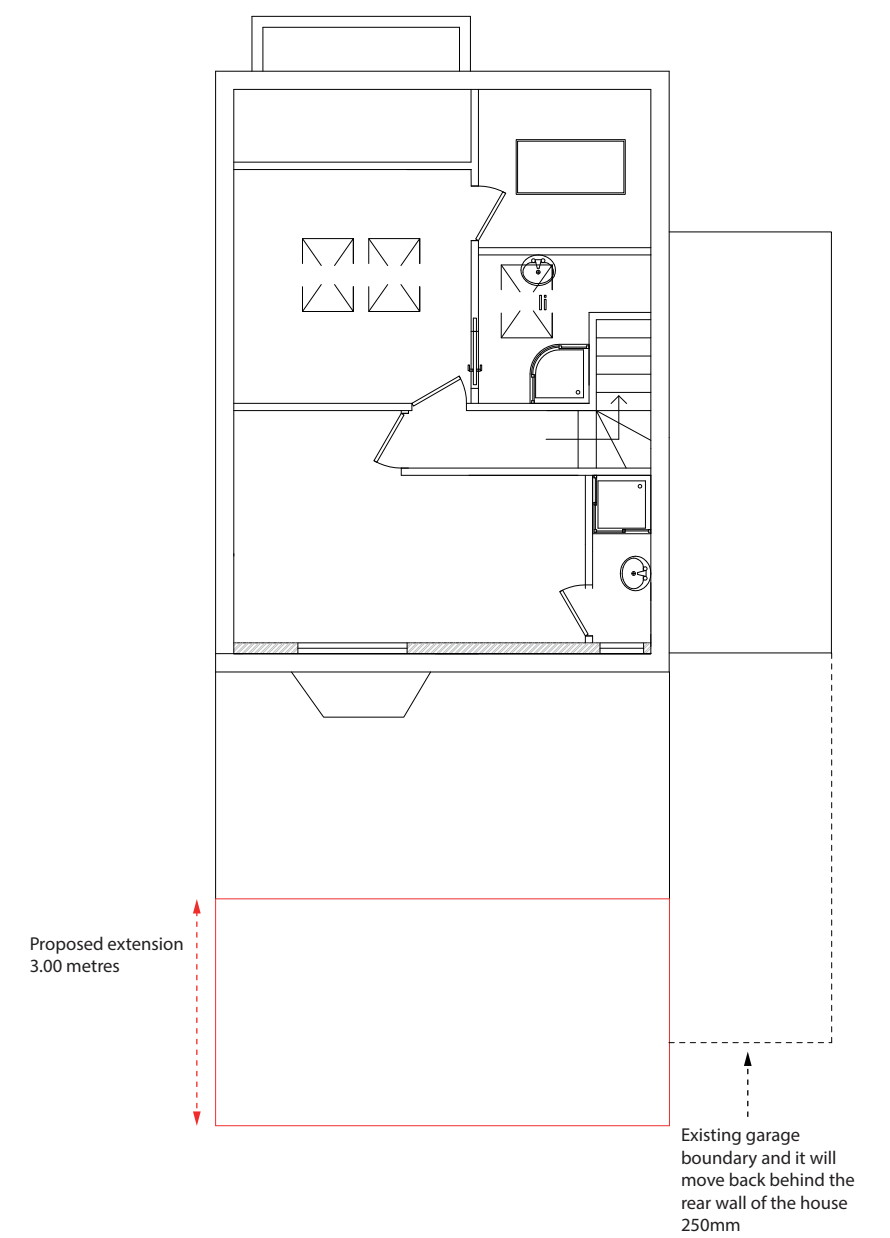 Proposed extension
3.00 metres
Existing garage
boundary and it will
move back behind the
rear wall of the house
250mm